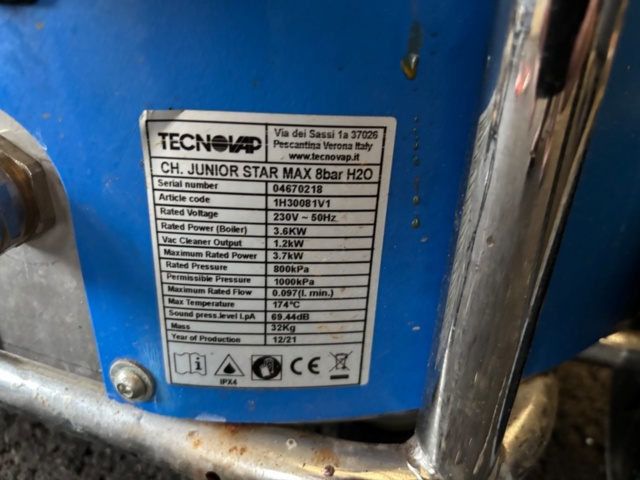 TECNOVAP
Via dei Sassi 1a 37026
Pescantina Verona Italy
www.tecnovap.it
CH. JUNIOR STAR MAX 8bar H2O
Serial number 04670218
Article code 1H30081V1
Rated Voltage 230V ~ 50Hz
Rated Power (Boiler) 3.6KW
Vac Cleaner Output 1.2kW
Maximum Rated Power 3.7kW
Rated Pressure 800kPa
Permissible Pressure 1000kPa
Maximum Rated Flow 0.097(l. min.)
Max Temperature 174°C
Sound press.level LpA 69.44dB
Mass 32Kg
Year of Production 12/21
i CE
IPX4